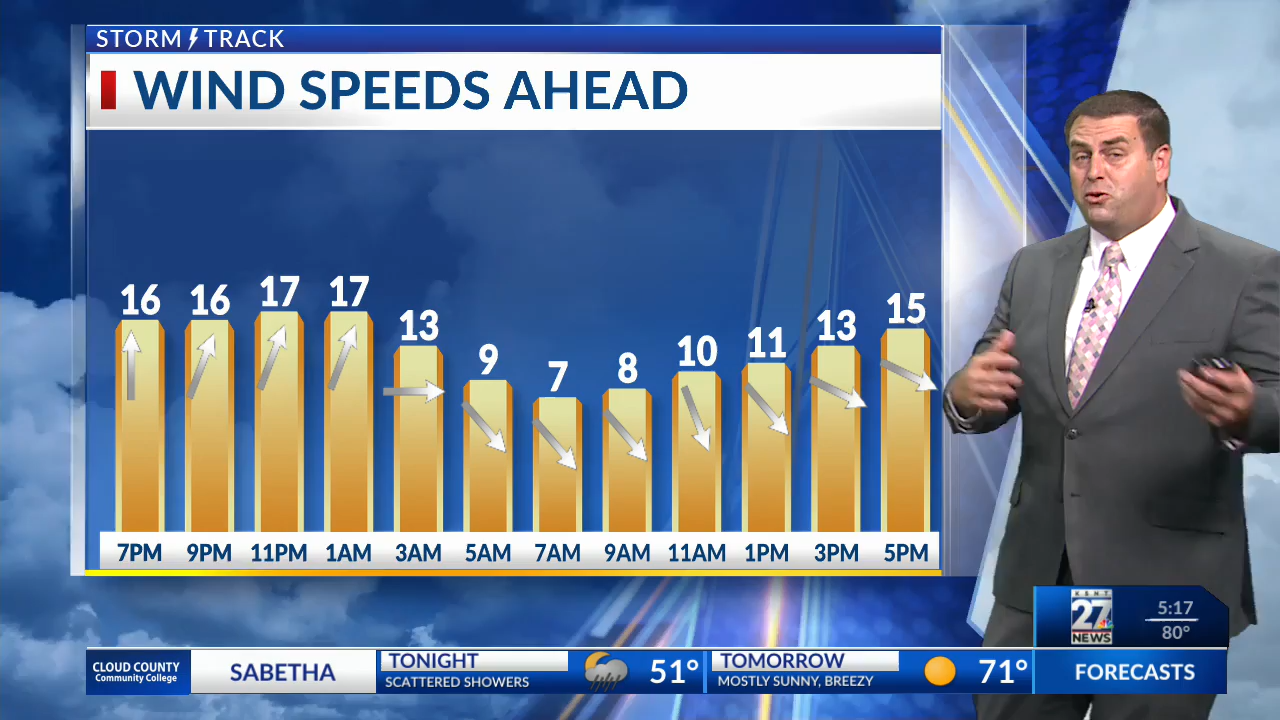 STORM TRACK
WIND SPEEDS AHEAD
16 16 17 17 13 9 7 8 10 11 13 15
7PM 9PM 11PM 1AM 3AM 5AM 7AM 9AM 11AM 1PM 3PM 5PM
KSNT
27
NEWS
5:17
80°
CLOUD COUNTY
Community College
SABETHA
TONIGHT
SCATTERED SHOWERS
51°
TOMORROW
MOSTLY SUNNY, BREEZY
71°
FORECASTS